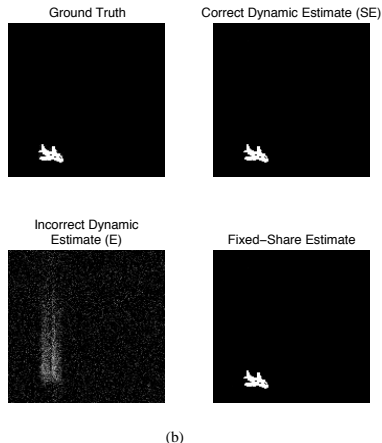 Ground Truth
Correct Dynamic Estimate (SE)
Incorrect Dynamic
Estimate (E)
Fixed−Share Estimate
(b)